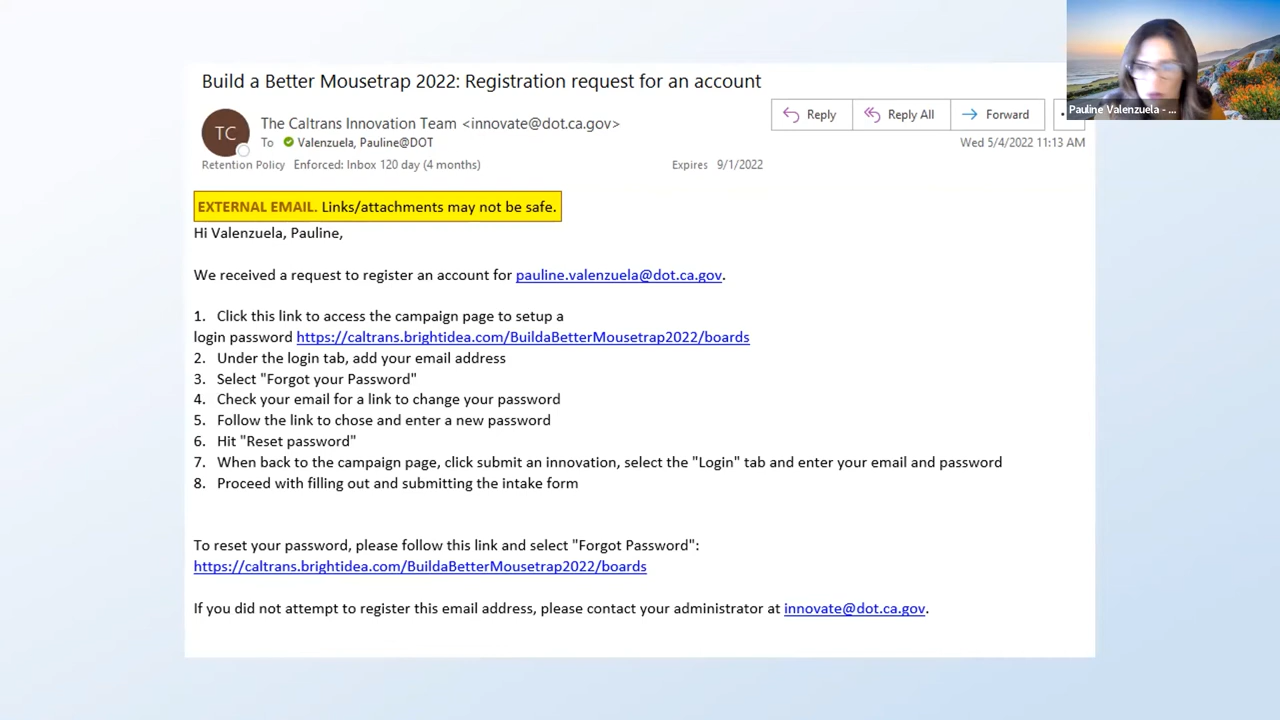 Build a Better Mousetrap 2022: Registration request for an account
TC
The Caltrans Innovation Team <innovate@dot.ca.gov>
To Valenzuela, Pauline@DOT
Reply
Reply All
Forward
Wed 5/4/2022 11:13 AM
Retention Policy Enforced: Inbox 120 day (4 months)
Expires 9/1/2022
Pauline Valenzuela - ...
EXTERNAL EMAIL. Links/attachments may not be safe.
Hi Valenzuela, Pauline,
We received a request to register an account for pauline.valenzuela@dot.ca.gov.
1. Click this link to access the campaign page to setup a
login password https://caltrans.brightidea.com/BuildaBetterMousetrap2022/boards
2. Under the login tab, add your email address
3. Select "Forgot your Password"
4. Check your email for a link to change your password
5. Follow the link to chose and enter a new password
6. Hit "Reset password"
7. When back to the campaign page, click submit an innovation, select the "Login" tab and enter your email and password
8. Proceed with filling out and submitting the intake form
To reset your password, please follow this link and select "Forgot Password":
https://caltrans.brightidea.com/BuildaBetterMousetrap2022/boards
If you did not attempt to register this email address, please contact your administrator at innovate@dot.ca.gov.